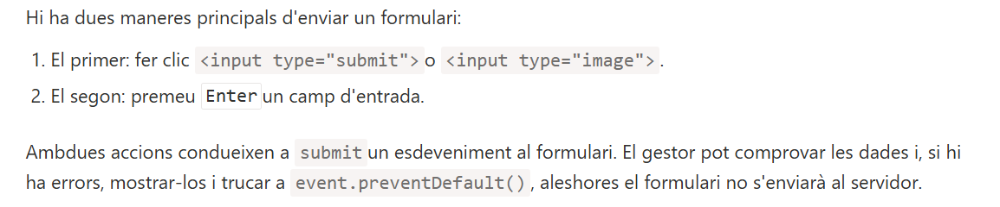 Hi ha dues maneres principals d'enviar un formulari:
1. El primer: fer clic <input type="submit"> o <input type="image">.
2. El segon: premeu Enter un camp d'entrada.
Ambdues accions condueixen a submit un esdeveniment al formulari. El gestor pot comprovar les dades i, si hi
ha errors, mostrar-los i trucar a event.preventDefault(), aleshores el formulari no s'enviarà al servidor.